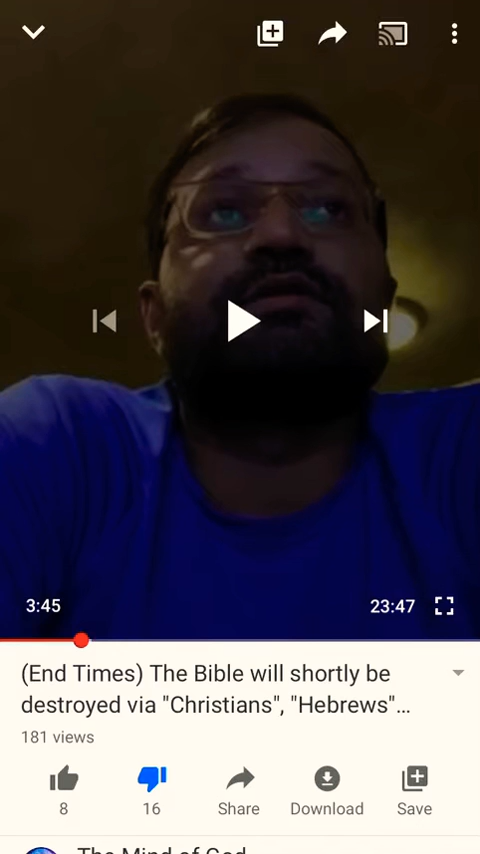 3:45
23:47
(End Times) The Bible will shortly be
destroyed via "Christians", "Hebrews"...
181 views
8
16
Share
Download
Save
The Mind of God